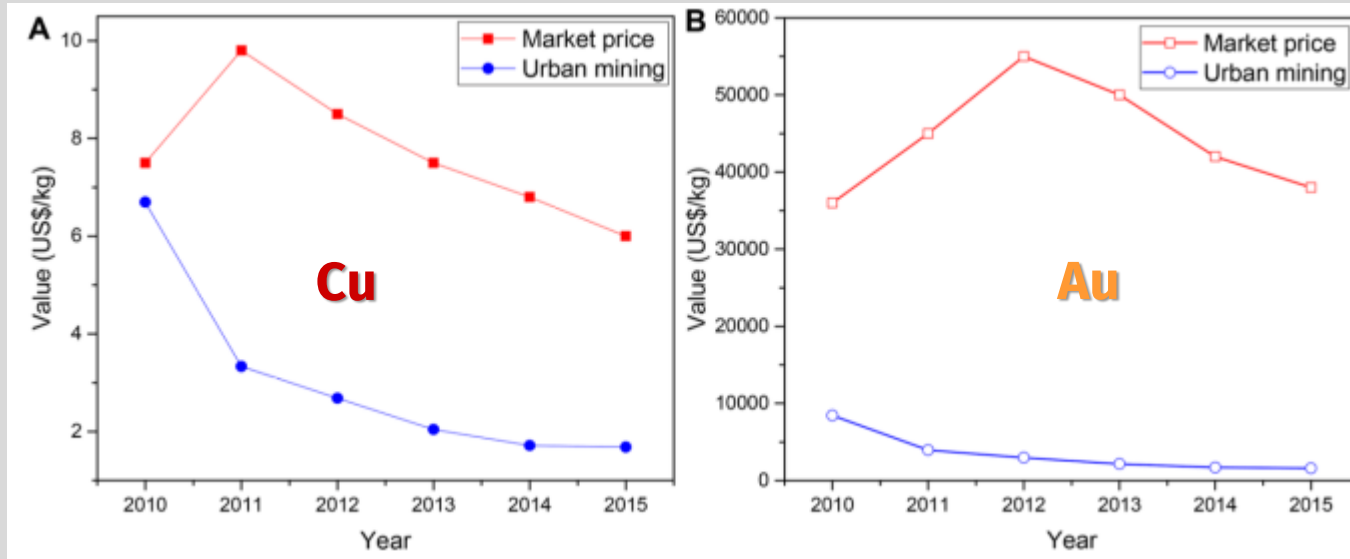 A
Market price
Urban mining
10
8
6
4
2
Value (US$/kg)
Cu
2010 2011 2012 2013 2014 2015
Year
B
Market price
Urban mining
60000
50000
40000
30000
20000
10000
0
Value (US$/kg)
Au
2010 2011 2012 2013 2014 2015
Year